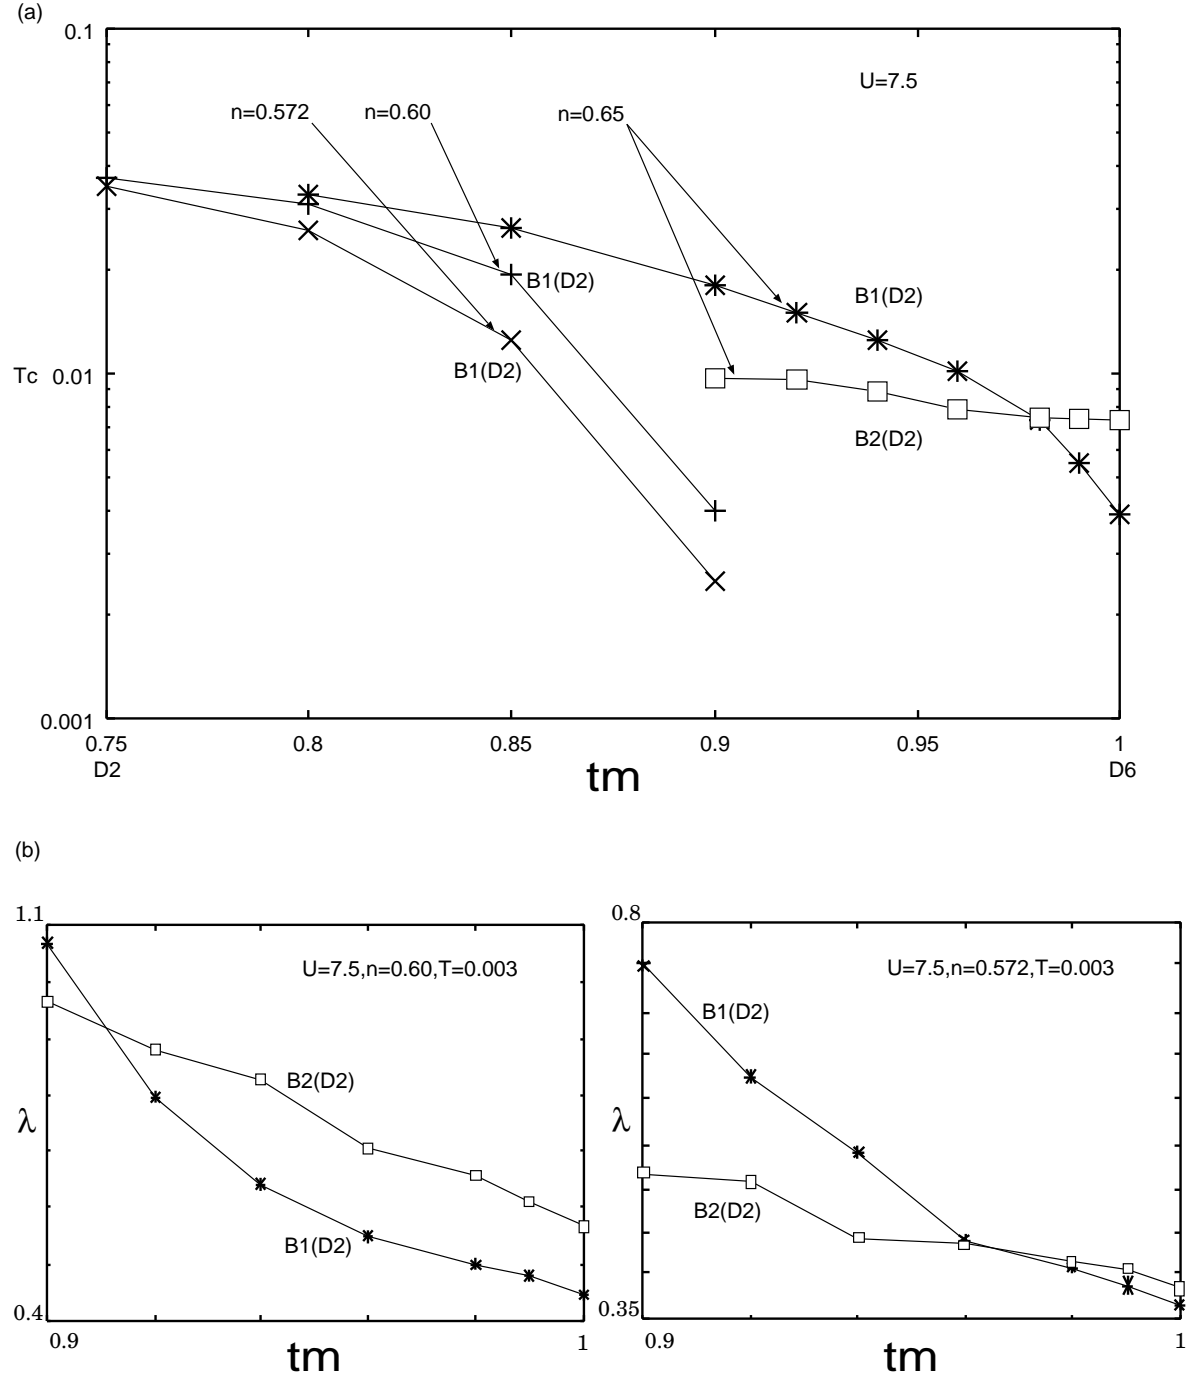 (a)
0.1
U=7.5
n=0.572 n=0.60 n=0.65
B1(D2) B1(D2)
Tc 0.01 B1(D2)
B2(D2)
0.001
0.75 0.8 0.85 0.9 0.95 1
D2 tm D6
(b)
1.1
U=7.5,n=0.60,T=0.003
B2(D2)
λ
B1(D2)
0.4
0.9 1
tm
0.8
U=7.5,n=0.572,T=0.003
B1(D2)
λ
B2(D2)
0.35
0.9 1
tm